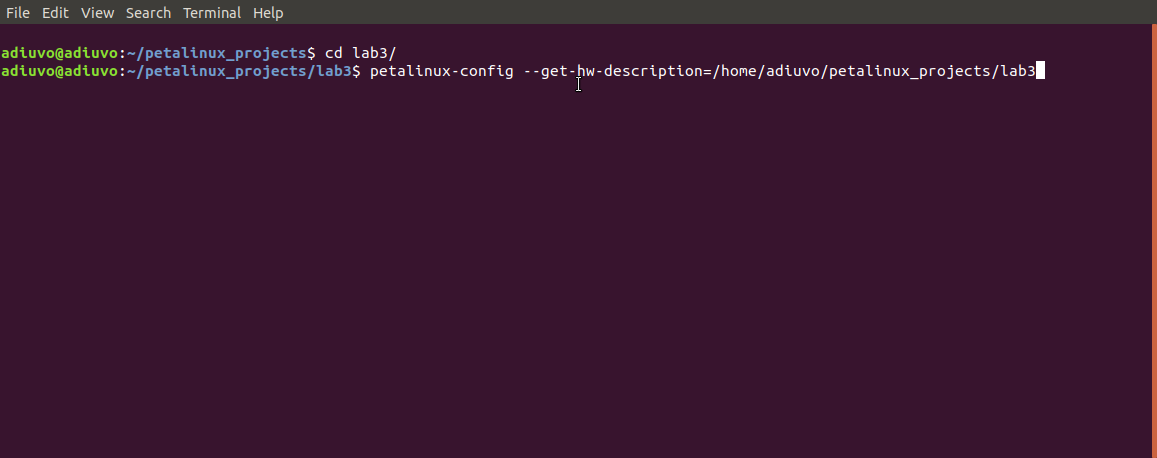 File Edit View Search Terminal Help
adiuvo@adiuvo:~/petalinux_projects$ cd lab3/
adiuvo@adiuvo:~/petalinux_projects/lab3$ petalinux-config --get-hw-description=/home/adiuvo/petalinux_projects/lab3